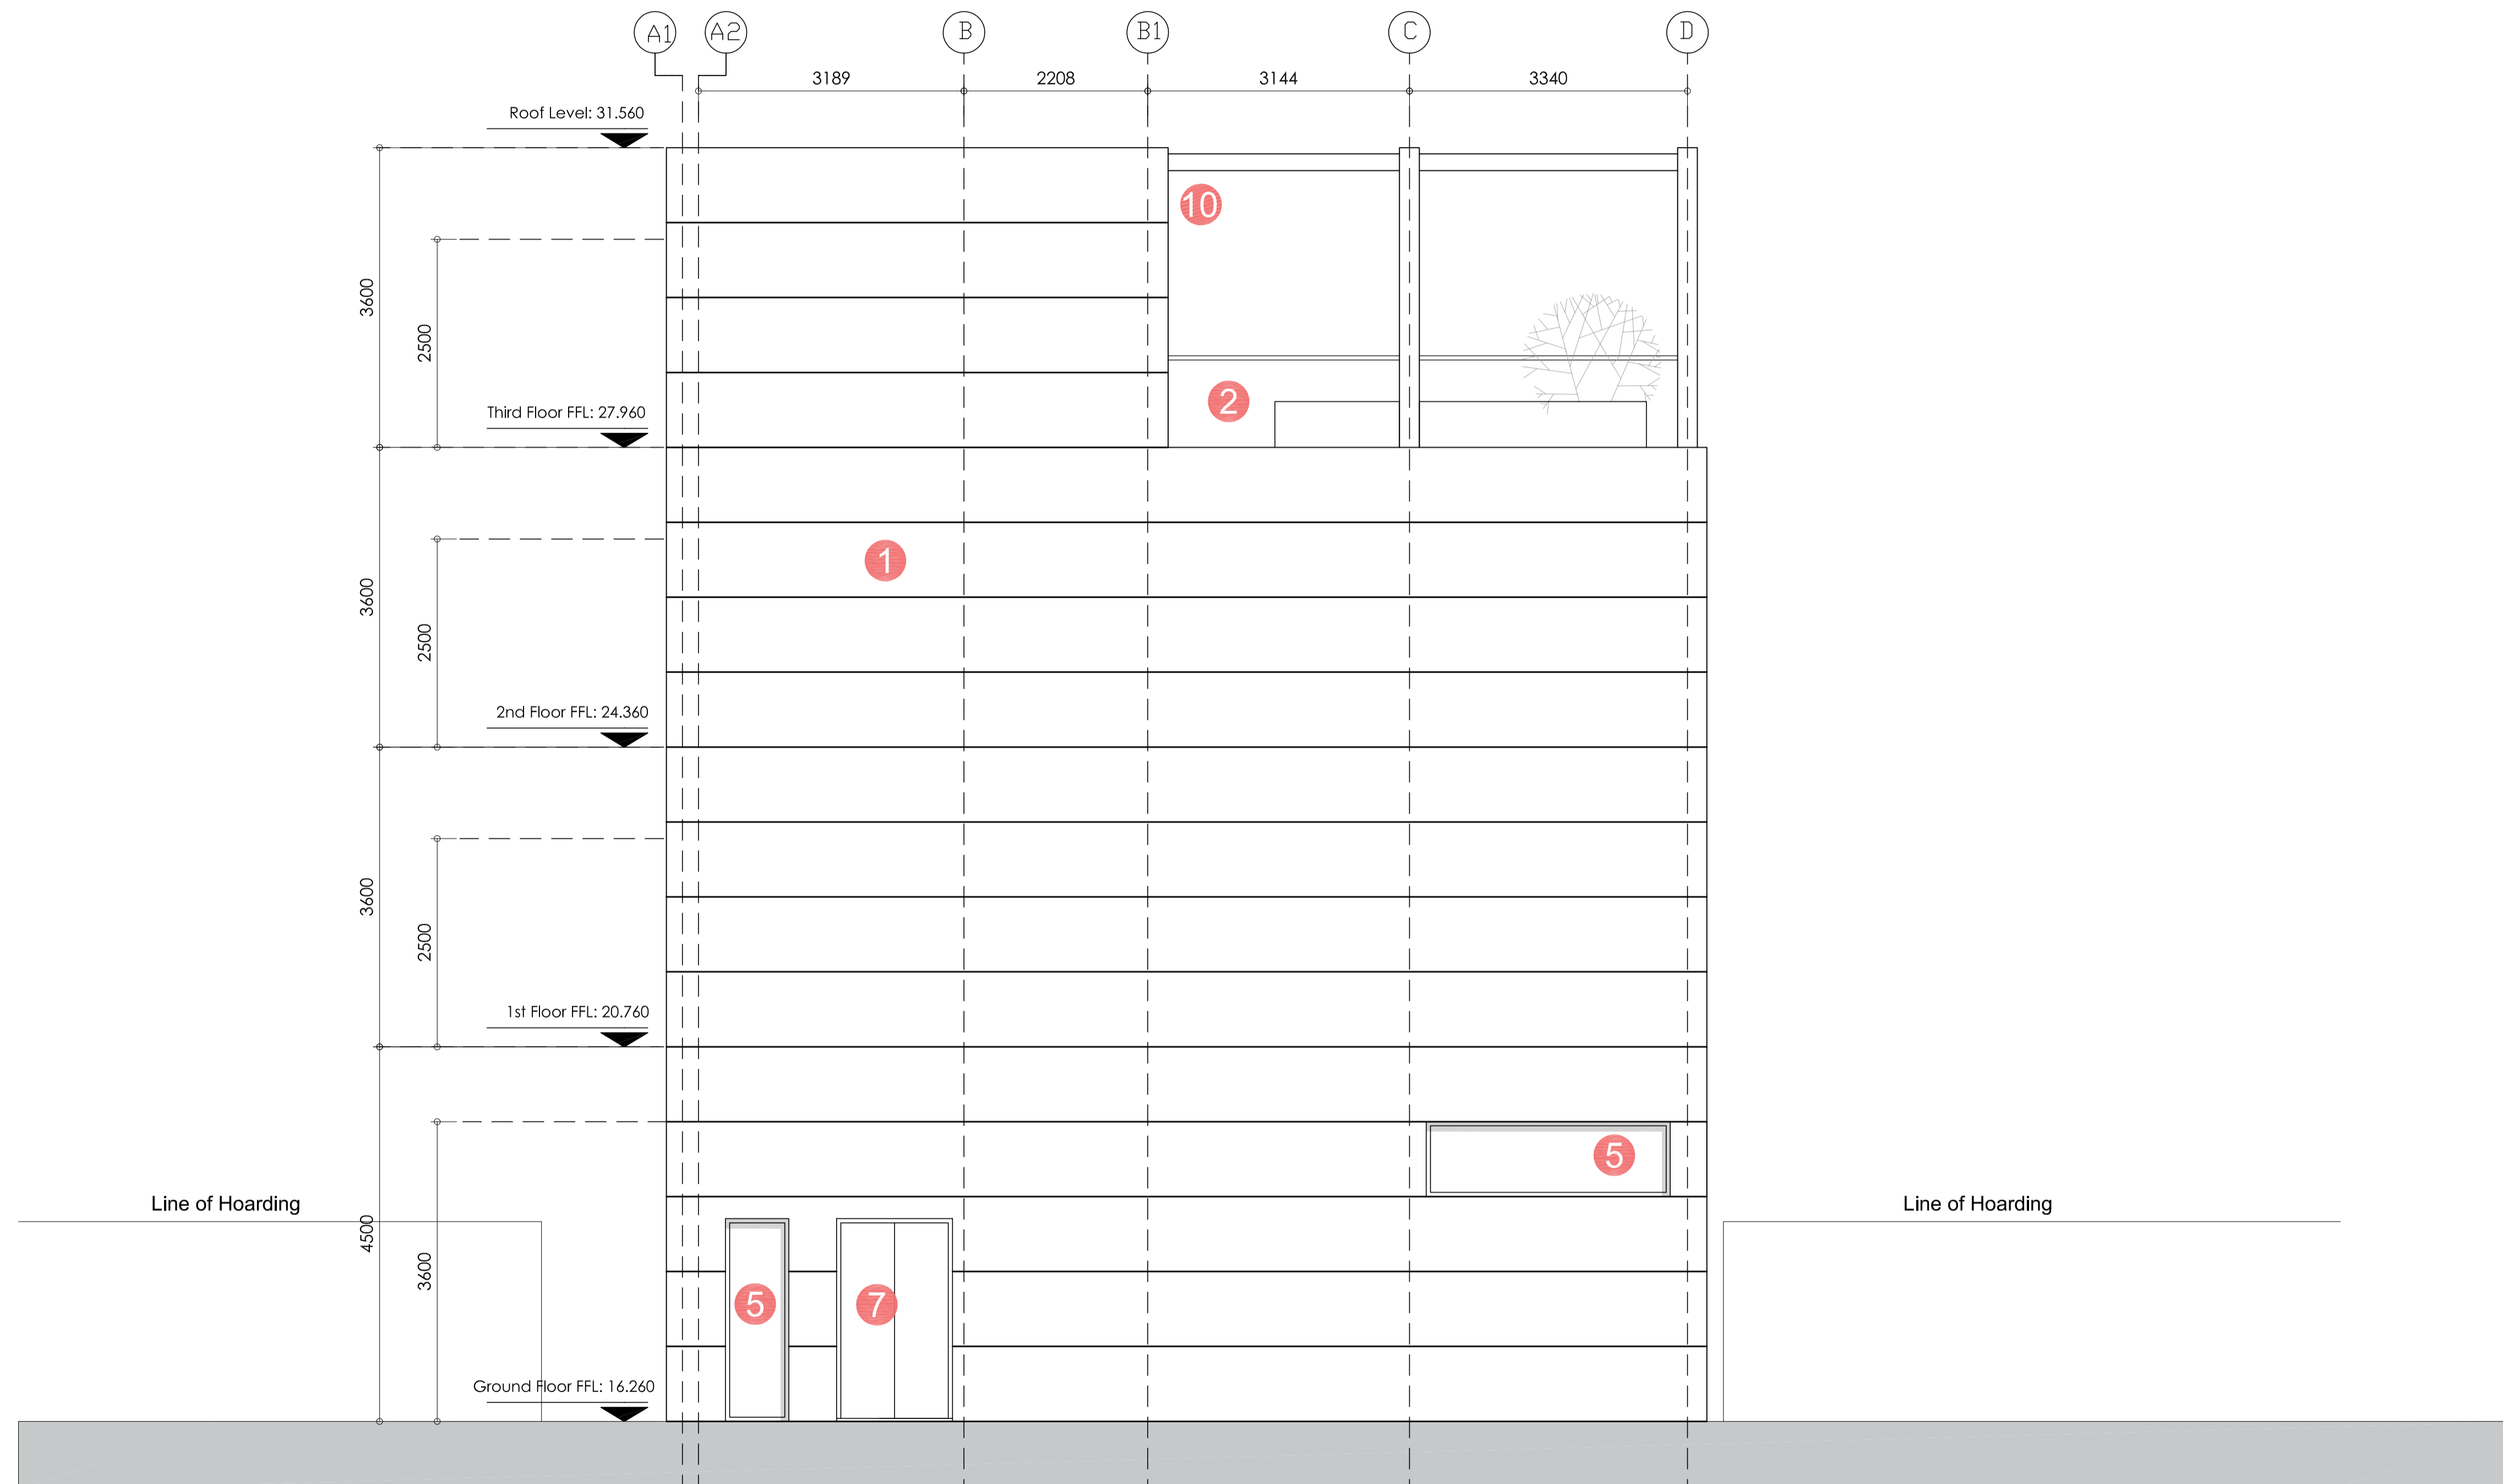 A1 A2 B B1 C D
3189 2208 3144 3340
Roof Level: 31.560
10
3600
2500
2
Third Floor FFL: 27.960
1
3600
2500
2nd Floor FFL: 24.360
3600
2500
1st Floor FFL: 20.760
5
Line of Hoarding
Line of Hoarding
4500
3600
5
7
Ground Floor FFL: 16.260